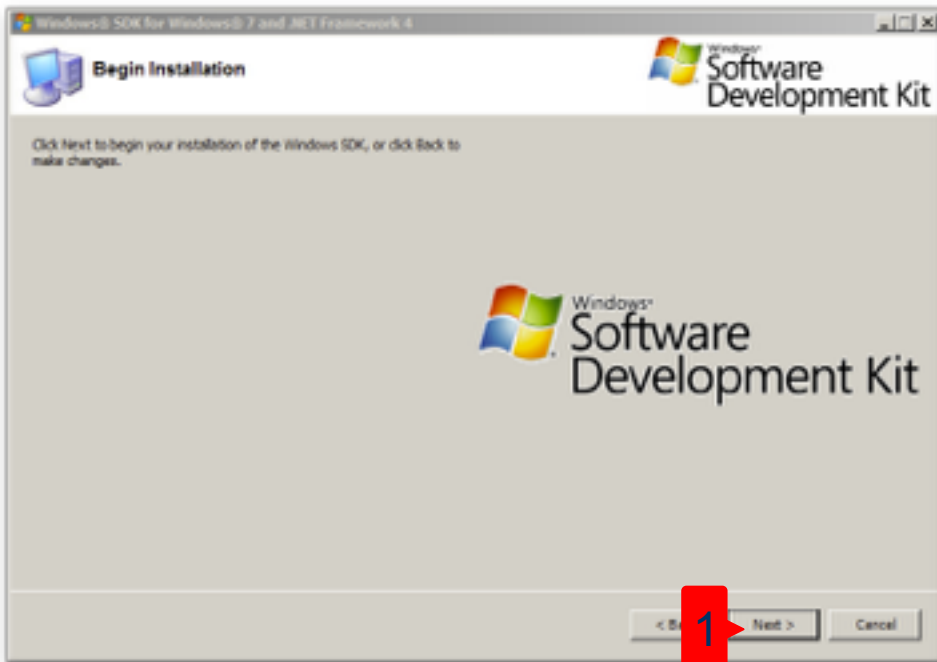 Windows® SDK for Windows® 7 and .NET Framework 4
Begin Installation
Windows®
Software
Development Kit
Click Next to begin your installation of the Windows SDK, or click Back to
make changes.
Windows®
Software
Development Kit
< B 1 Next > Cancel